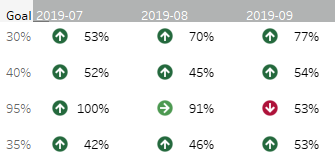 Goal 2019-07 2019-08 2019-09
30% 53% 70% 77%
40% 52% 45% 54%
95% 100% 91% 53%
35% 42% 46% 53%